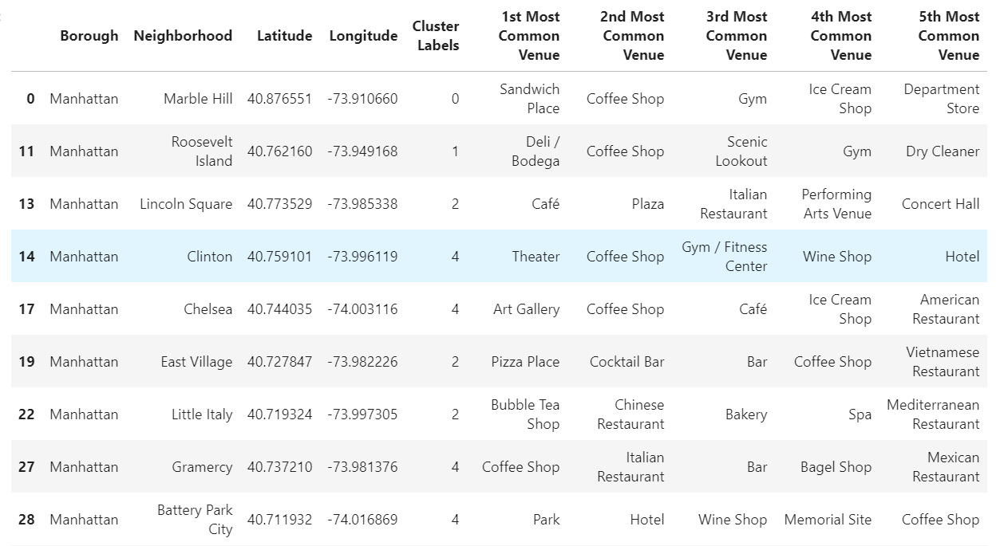 Borough Neighborhood Latitude Longitude Cluster Labels 1st Most Common Venue 2nd Most Common Venue 3rd Most Common Venue 4th Most Common Venue 5th Most Common Venue
0 Manhattan Marble Hill 40.876551 -73.910660 0 Sandwich Place Coffee Shop Gym Ice Cream Shop Department Store
11 Manhattan Roosevelt Island 40.762160 -73.949168 1 Deli / Bodega Coffee Shop Scenic Lookout Gym Dry Cleaner
13 Manhattan Lincoln Square 40.773529 -73.985338 2 Café Plaza Italian Restaurant Performing Arts Venue Concert Hall
14 Manhattan Clinton 40.759101 -73.996119 4 Theater Coffee Shop Gym / Fitness Center Wine Shop Hotel
17 Manhattan Chelsea 40.744035 -74.003116 4 Art Gallery Coffee Shop Café Ice Cream Shop American Restaurant
19 Manhattan East Village 40.727847 -73.982226 2 Pizza Place Cocktail Bar Bar Coffee Shop Vietnamese Restaurant
22 Manhattan Little Italy 40.719324 -73.997305 2 Bubble Tea Shop Chinese Restaurant Bakery Spa Mediterranean Restaurant
27 Manhattan Gramercy 40.737210 -73.981376 4 Coffee Shop Italian Restaurant Bar Bagel Shop Mexican Restaurant
28 Manhattan Battery Park City 40.711932 -74.016869 4 Park Hotel Wine Shop Memorial Site Coffee Shop